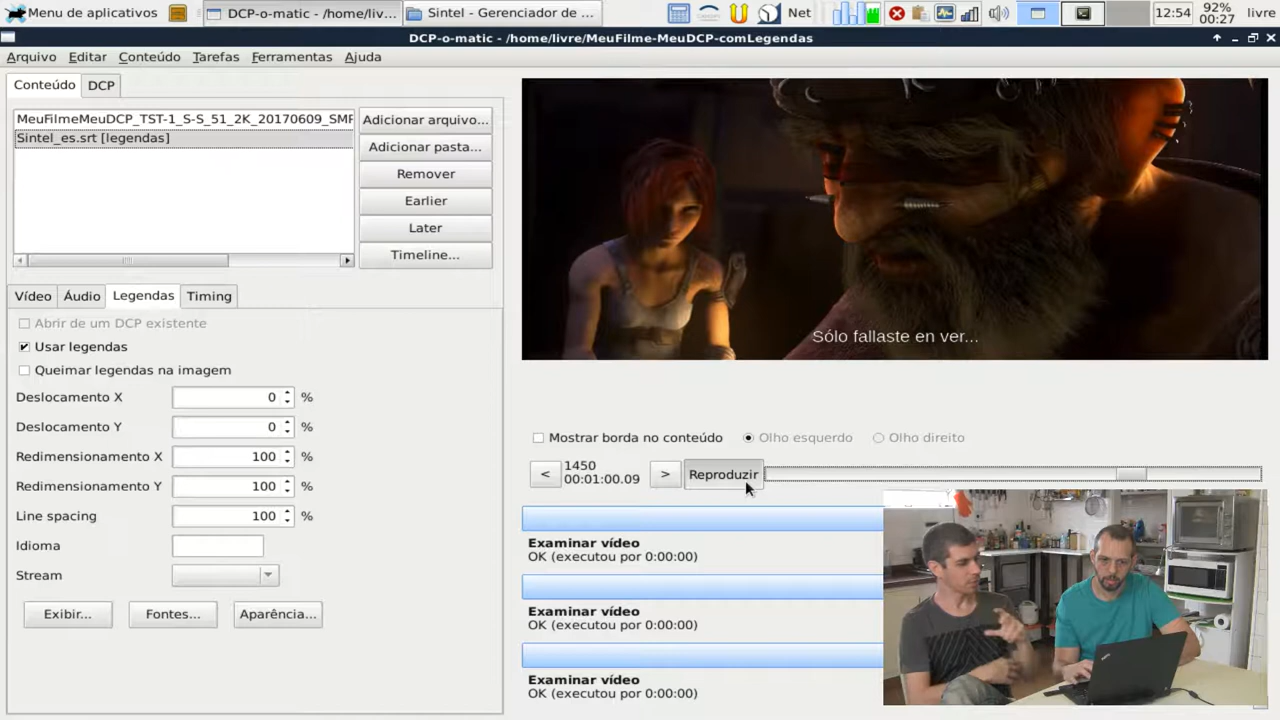 Menu de aplicativos
DCP-o-matic - /home/liv...
Sintel - Gerenciador de ...
Net
12:54
92%
00:27
livre
DCP-o-matic - /home/livre/MeuFilme-MeuDCP-comLegendas
Arquivo Editar Conteúdo Tarefas Ferramentas Ajuda
Conteúdo DCP
MeuFilmeMeuDCP_TST-1_S-S_51_2K_20170609_SMP
Sintel_es.srt [legendas]
Adicionar arquivo...
Adicionar pasta...
Remover
Earlier
Later
Timeline...
Vídeo Áudio Legendas Timing
Abrir de um DCP existente
Usar legendas
Queimar legendas na imagem
Deslocamento X 0 %
Deslocamento Y 0 %
Redimensionamento X 100 %
Redimensionamento Y 100 %
Line spacing 100 %
Idioma
Stream
Exibir... Fontes... Aparência...
Sólo fallaste en ver...
Mostrar borda no conteúdo Olho esquerdo Olho direito
< 1450 > Reproduzir
00:01:00.09
Examinar vídeo
OK (executou por 0:00:00)
Examinar vídeo
OK (executou por 0:00:00)
Examinar vídeo
OK (executou por 0:00:00)